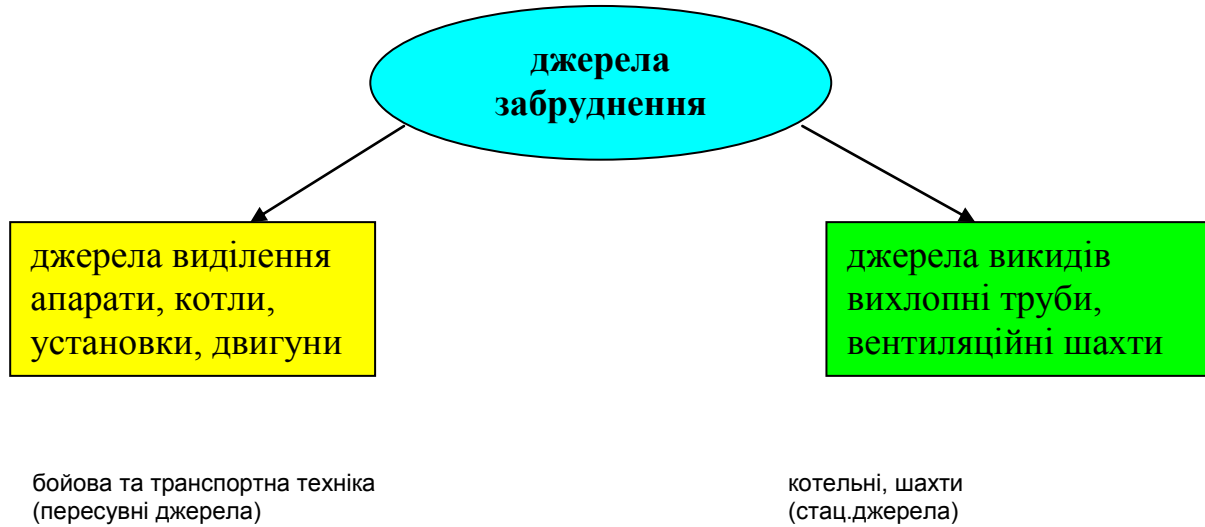 джерела
забруднення
джерела виділення
апарати, котли,
установки, двигуни
джерела викидів
вихлопні труби,
вентиляційні шахти
бойова та транспортна техніка
(пересувні джерела)
котельні, шахти
(стац.джерела)